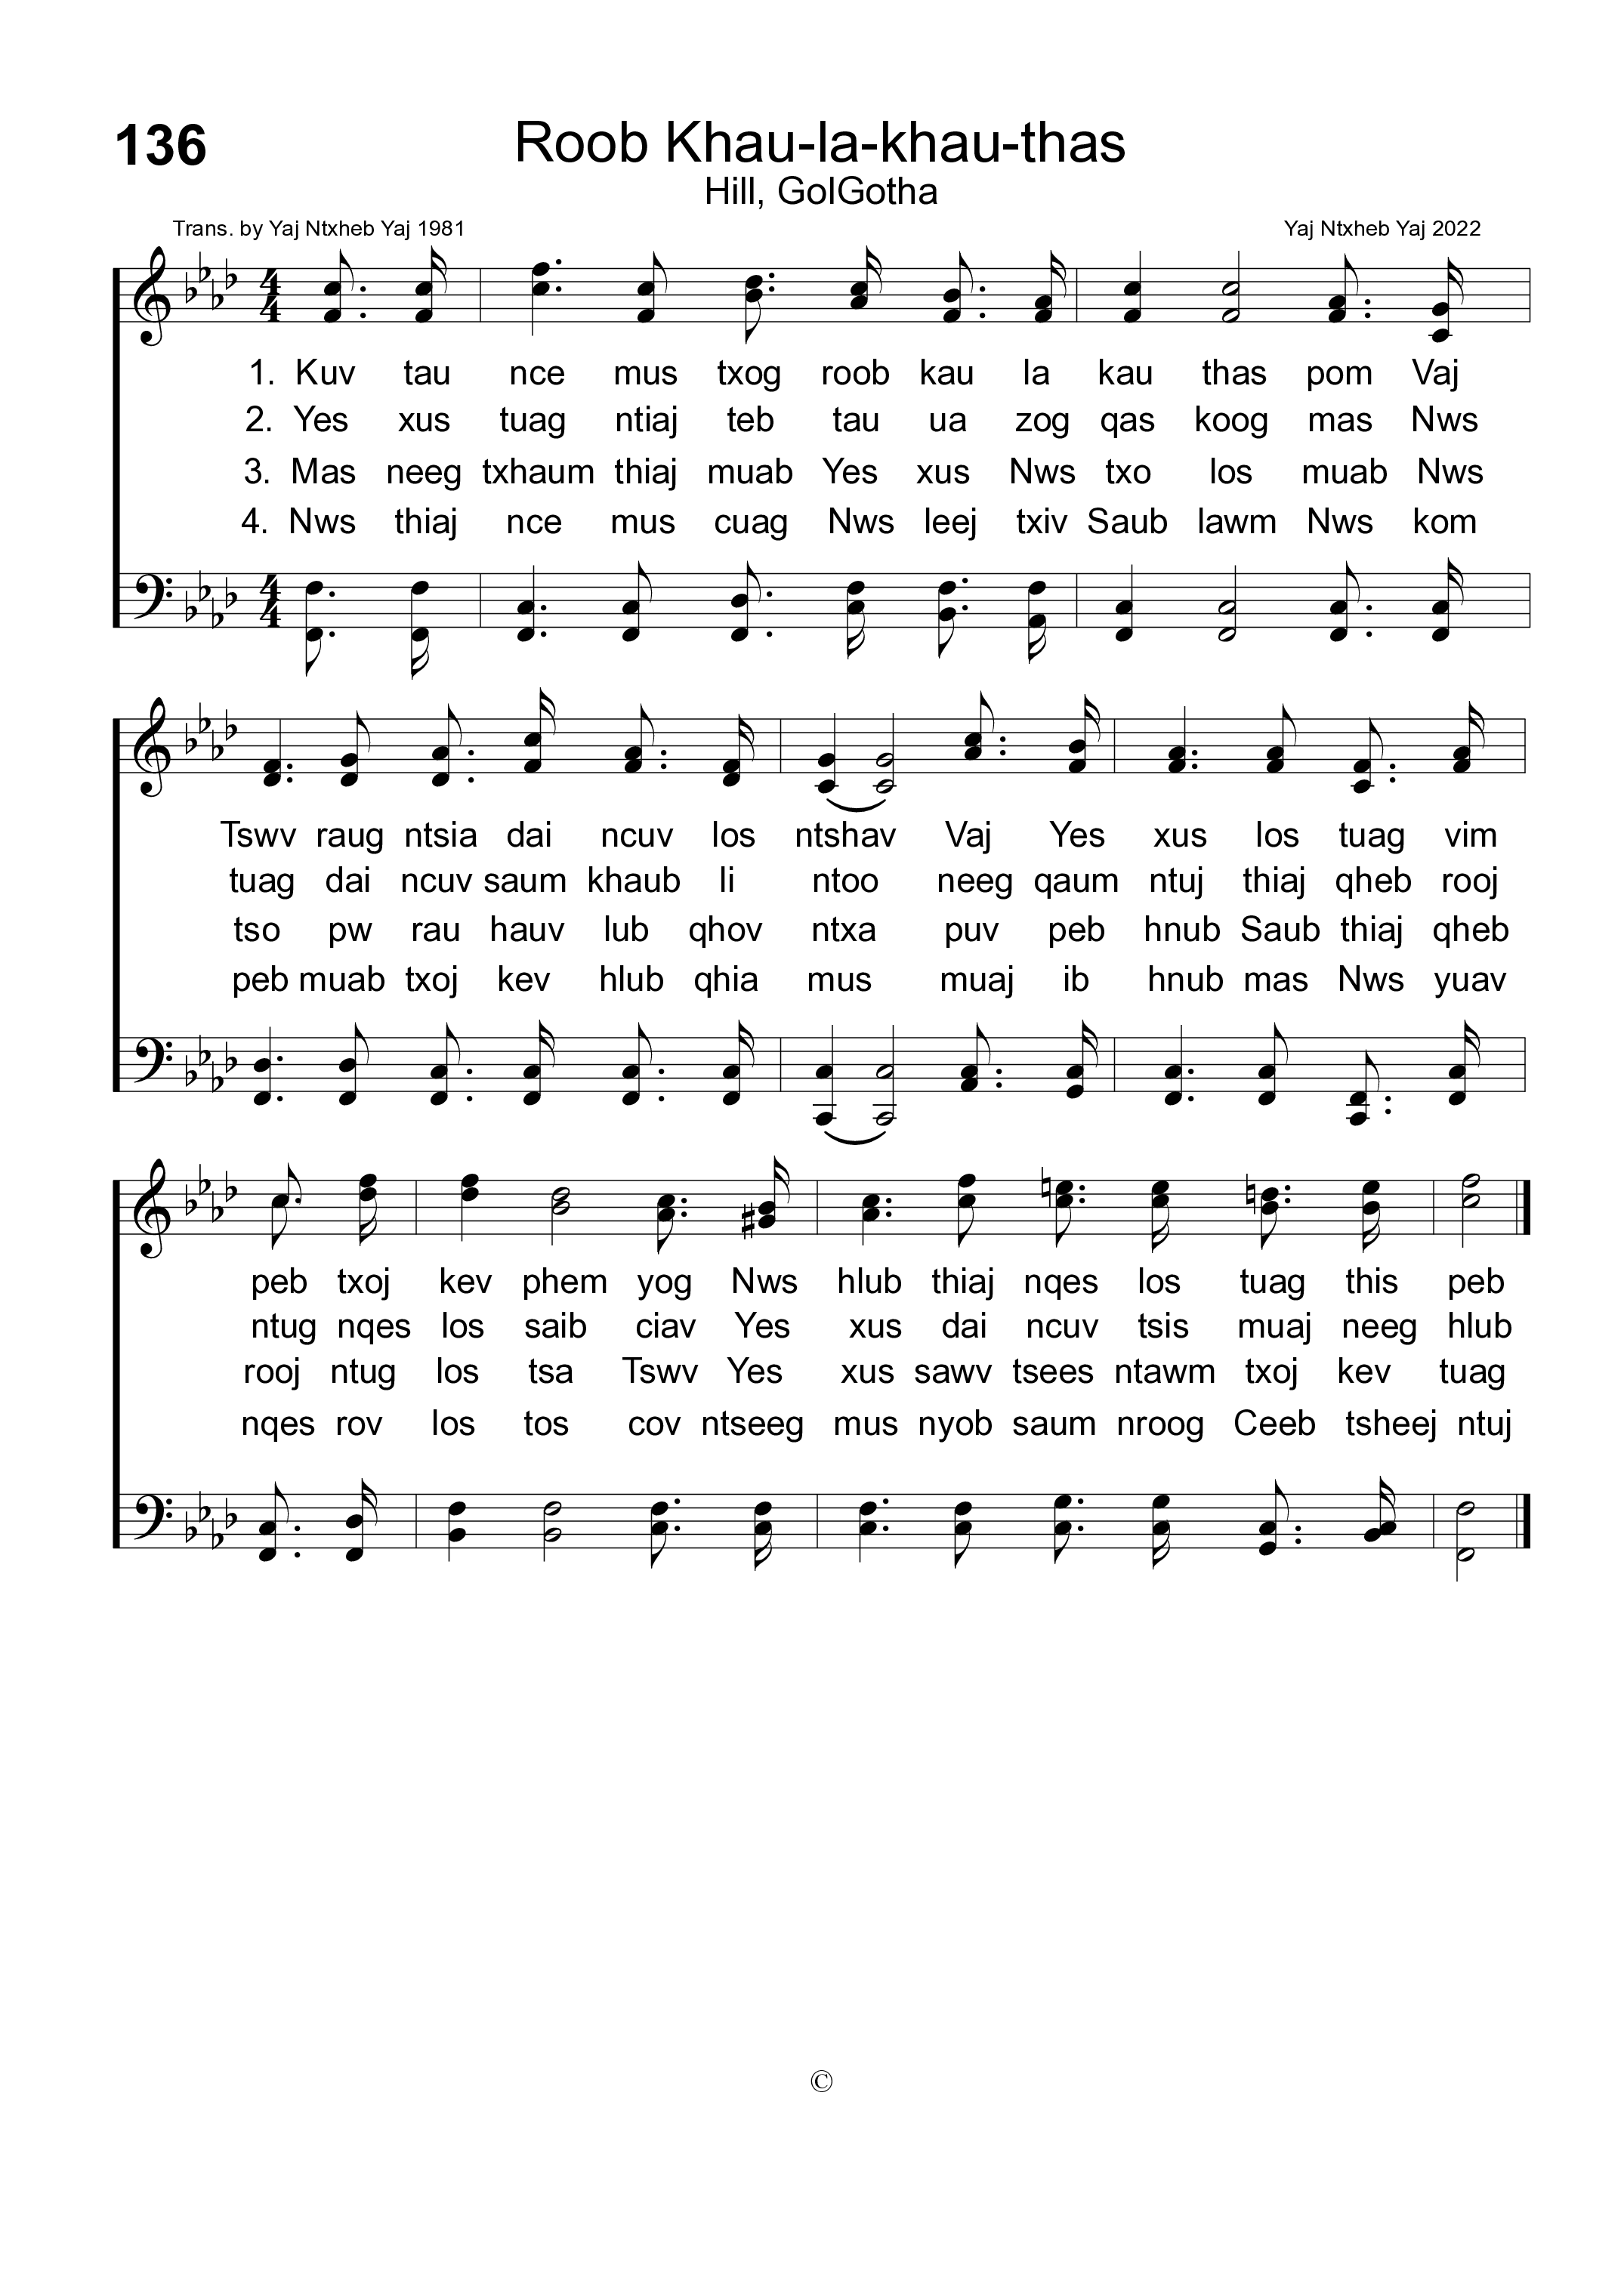 136
Roob Khau-la-khau-thas
Hill, GolGotha
Trans. by Yaj Ntxheb Yaj 1981
Yaj Ntxheb Yaj 2022
1. Kuv tau nce mus txog roob kau la kau thas pom Vaj
2. Yes xus tuag ntiaj teb tau ua zog qas koog mas Nws
3. Mas neeg txhaum thiaj muab Yes xus Nws txo los muab Nws
4. Nws thiaj nce mus cuag Nws leej txiv Saub lawm Nws kom
Tswv raug ntsia dai ncuv los ntshav Vaj Yes xus los tuag vim
tuag dai ncuv saum khaub li ntoo neeg qaum ntuj thiaj qheb rooj
tso pw rau hauv lub qhov ntxa puv peb hnub Saub thiaj qheb
peb muab txoj kev hlub qhia mus muaj ib hnub mas Nws yuav
peb txoj kev phem yog Nws hlub thiaj nqes los tuag this peb
ntug nqes los saib ciav Yes xus dai ncuv tsis muaj neeg hlub
rooj ntug los tsa Tswv Yes xus sawv tsees ntawm txoj kev tuag
nqes rov los tos cov ntseeg mus nyob saum nroog Ceeb tsheej ntuj
©